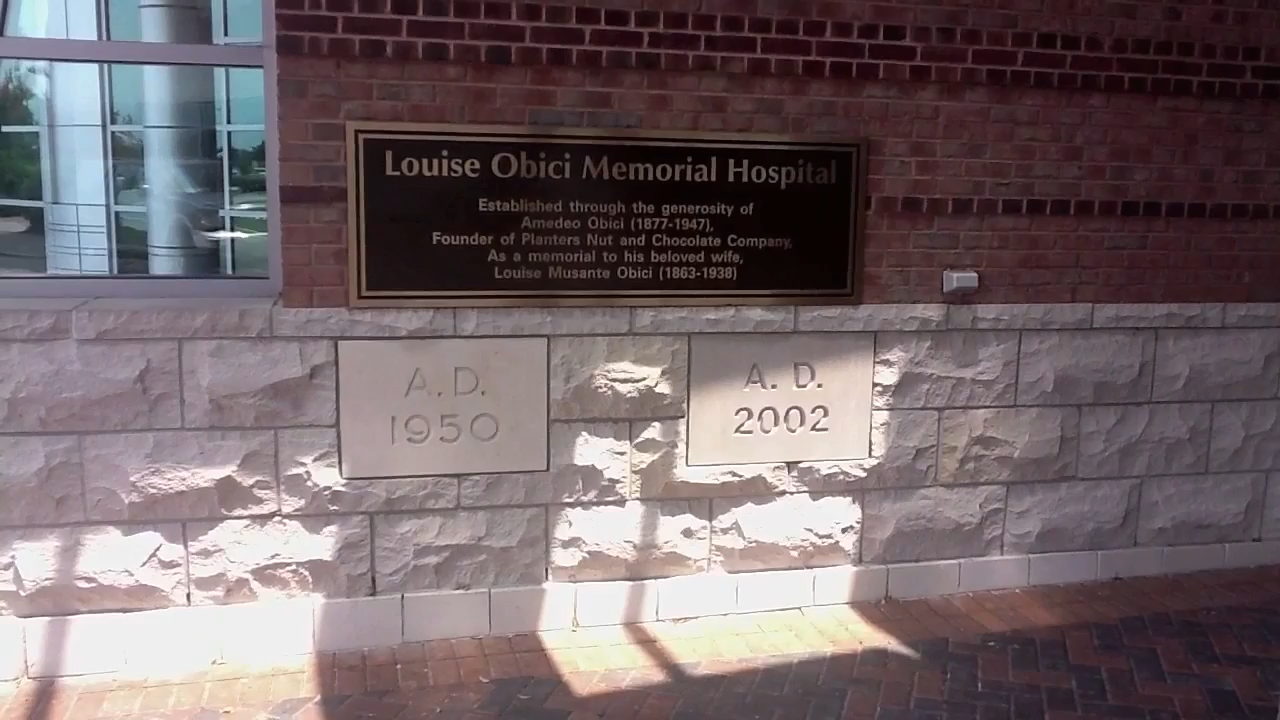 Louise Obici Memorial Hospital
Established through the generosity of
Amedeo Obici (1877-1947),
Founder of Planters Nut and Chocolate Company,
As a memorial to his beloved wife,
Louise Musante Obici (1863-1938)
A.D.
1950
A. D.
2002